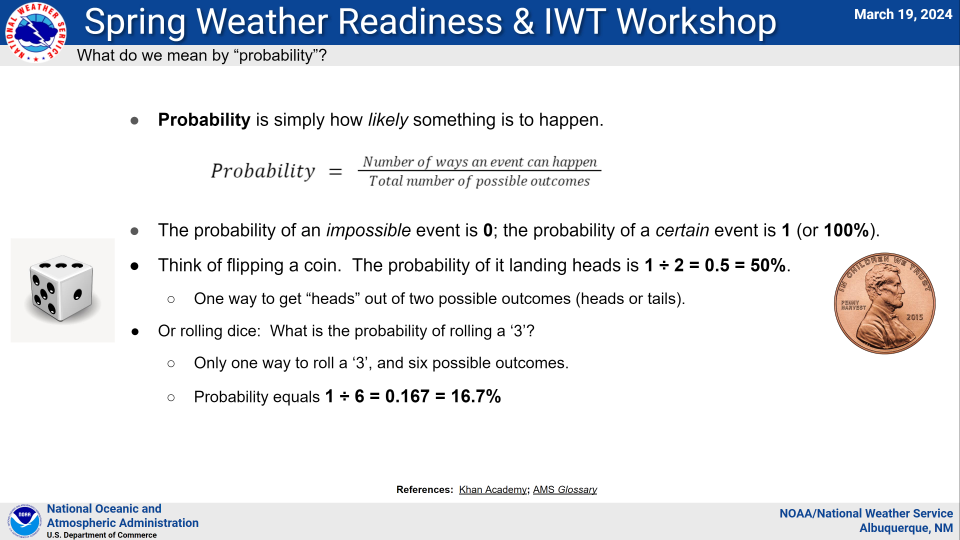 Spring Weather Readiness & IWT Workshop
March 19, 2024
NATIONAL WEATHER SERVICE
What do we mean by “probability”?
● Probability is simply how likely something is to happen.
Probability = Number of ways an event can happen
Total number of possible outcomes
● The probability of an impossible event is 0; the probability of a certain event is 1 (or 100%).
● Think of flipping a coin. The probability of it landing heads is 1 ÷ 2 = 0.5 = 50%.
○ One way to get “heads” out of two possible outcomes (heads or tails).
● Or rolling dice: What is the probability of rolling a ‘3’?
○ Only one way to roll a ‘3’, and six possible outcomes.
○ Probability equals 1 ÷ 6 = 0.167 = 16.7%
IN CHILDREN WE TRUST
PENNY
HARVEST
2015
References: Khan Academy; AMS Glossary
NOAA
National Oceanic and
Atmospheric Administration
U.S. Department of Commerce
NOAA/National Weather Service
Albuquerque, NM